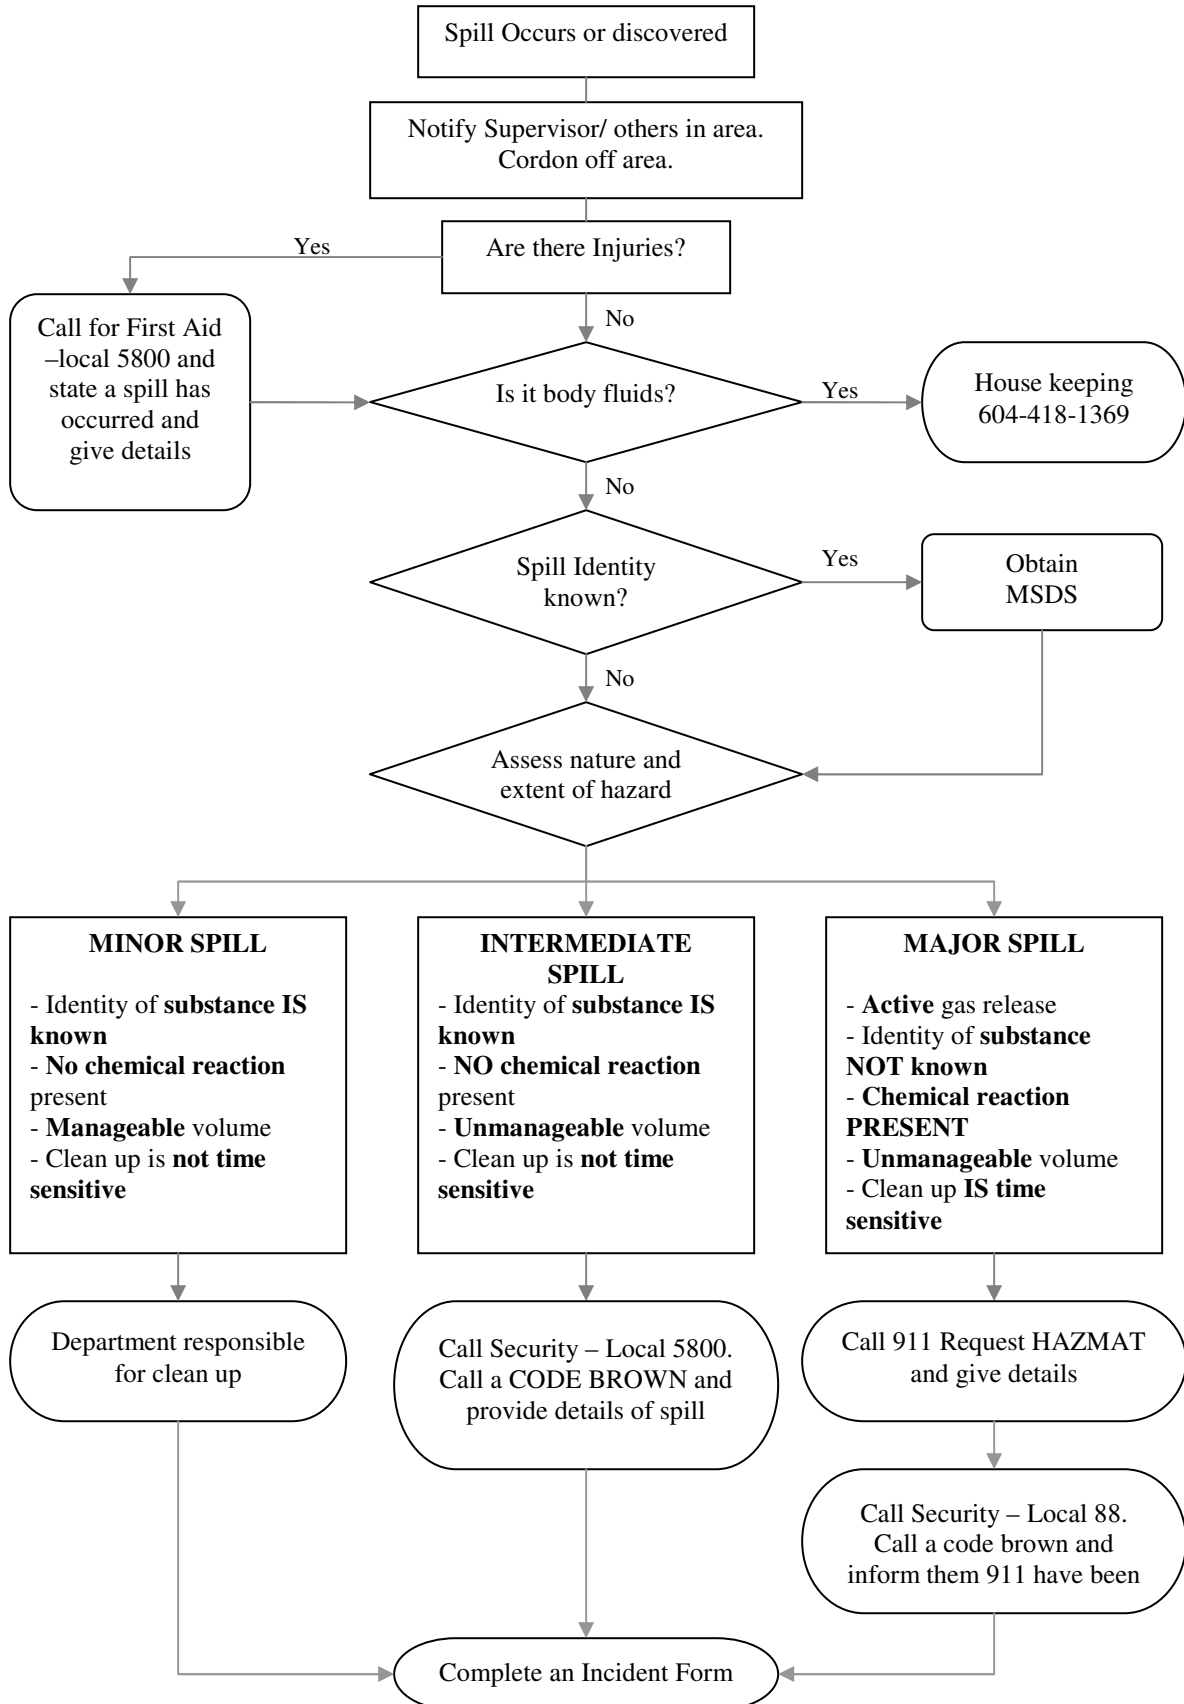 Spill Occurs or discovered
Notify Supervisor/ others in area.
Cordon off area.
Are there Injuries?
Yes
No
Call for First Aid
–local 5800 and
state a spill has
occurred and
give details
Is it body fluids?
Yes
House keeping
604-418-1369
No
Spill Identity
known?
Yes
Obtain
MSDS
No
Assess nature and
extent of hazard
MINOR SPILL
- Identity of substance IS
known
- No chemical reaction
present
- Manageable volume
- Clean up is not time
sensitive
INTERMEDIATE
SPILL
- Identity of substance IS
known
- NO chemical reaction
present
- Unmanageable volume
- Clean up is not time
sensitive
MAJOR SPILL
- Active gas release
- Identity of substance
NOT known
- Chemical reaction
PRESENT
- Unmanageable volume
- Clean up IS time
sensitive
Department responsible
for clean up
Call Security – Local 5800.
Call a CODE BROWN and
provide details of spill
Call 911 Request HAZMAT
and give details
Call Security – Local 88.
Call a code brown and
inform them 911 have been
Complete an Incident Form